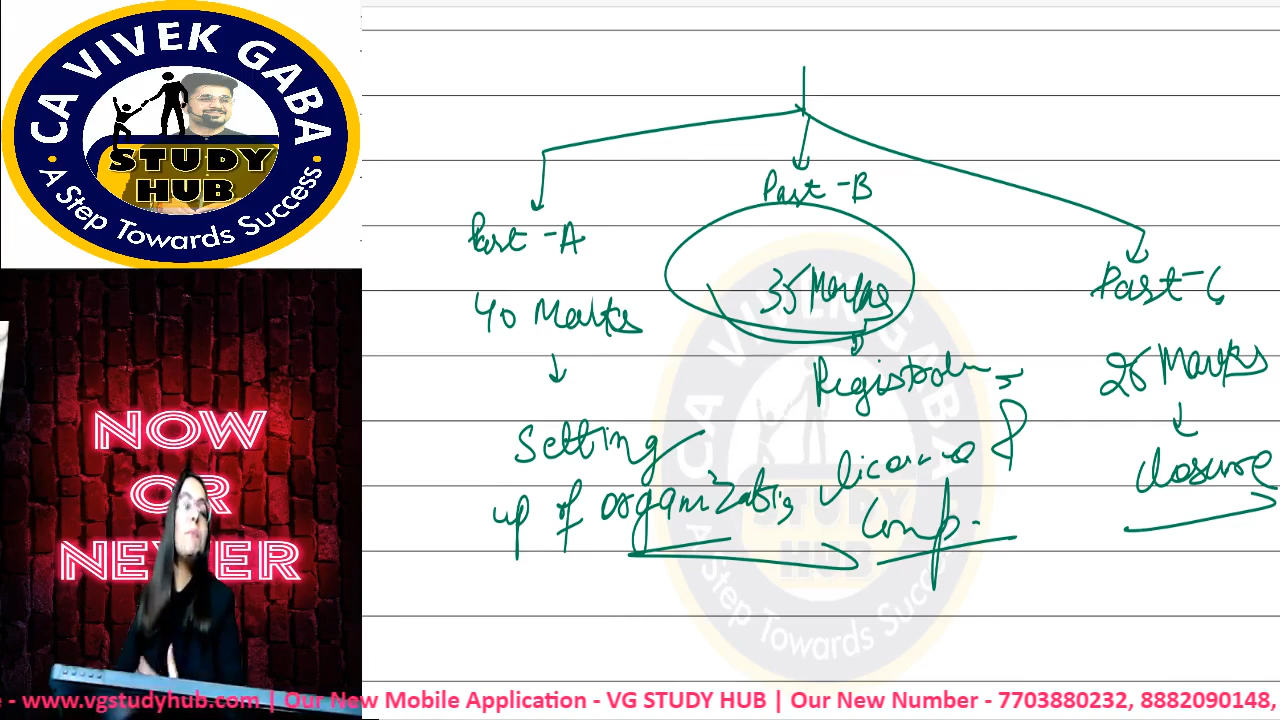 CA VIVEK GABA
STUDY
HUB
A Step Towards Success
NOW
OR
NEVER
Part - B
Part - A
35 Marks
Part - C
40 Marks
25 Marks
Registration,
Setting
up of organization
license &
Comp.
Closure
- www.vgstudyhub.com | Our New Mobile Application - VG STUDY HUB | Our New Number - 7703880232, 8882090148,